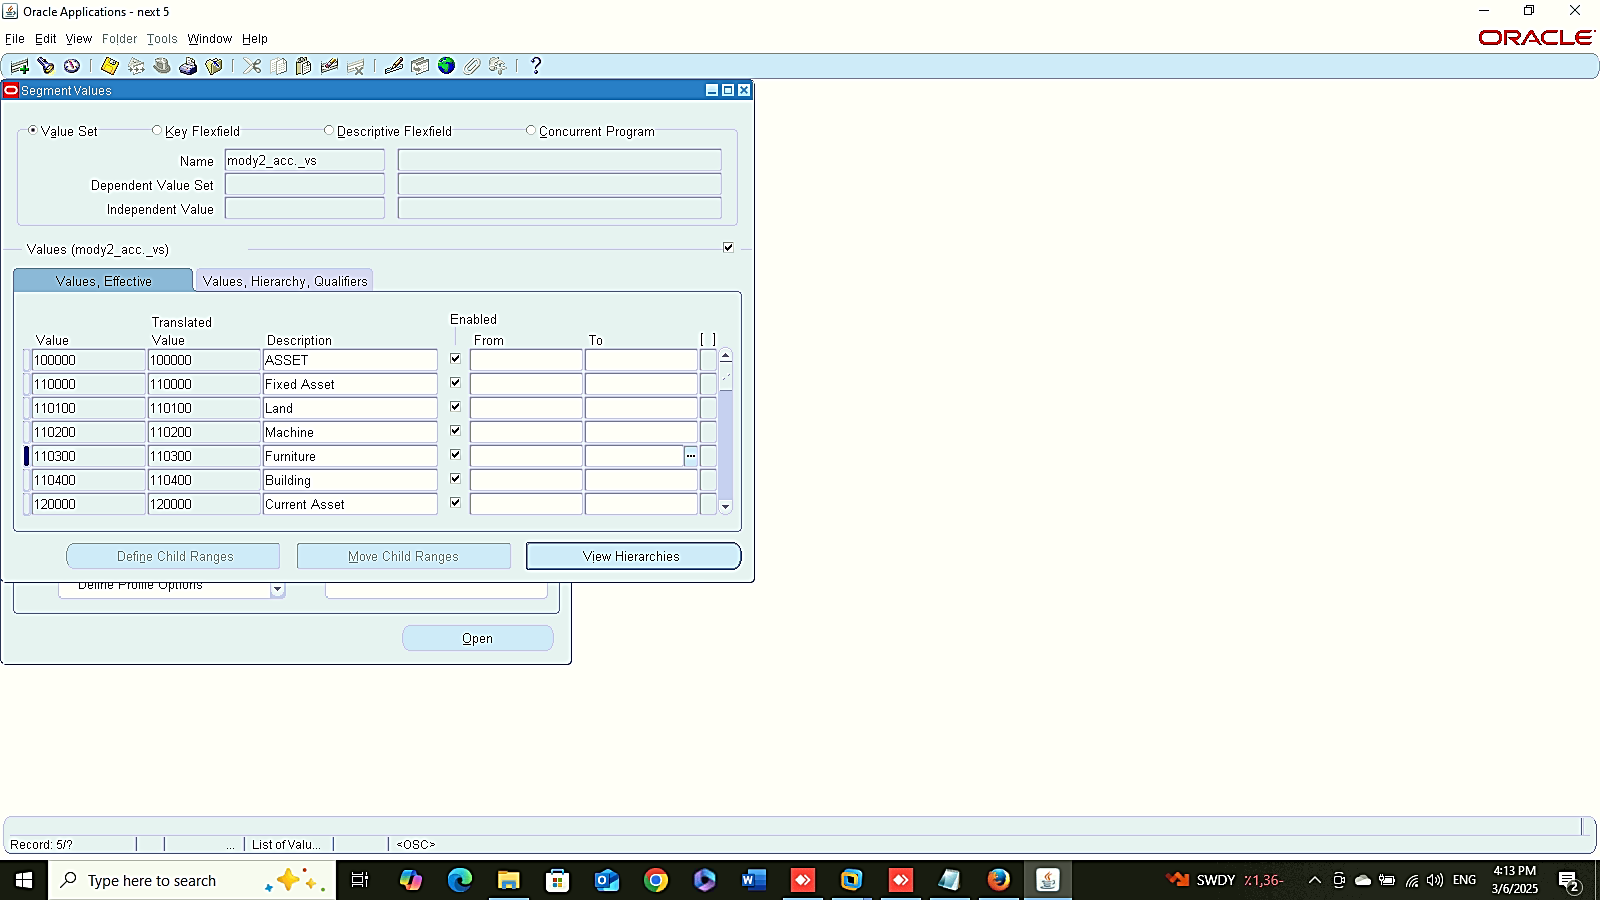 Oracle Applications - next 5
File Edit View Folder Tools Window Help
ORACLE
Segment Values
Value Set Key Flexfield Descriptive Flexfield Concurrent Program
Name mody2_acc._vs
Dependent Value Set
Independent Value
Values (mody2_acc._vs)
Values, Effective Values, Hierarchy, Qualifiers
Translated Enabled
Value Value Description From To [ ]
100000 100000 ASSET
110000 110000 Fixed Asset
110100 110100 Land
110200 110200 Machine
110300 110300 Furniture ...
110400 110400 Building
120000 120000 Current Asset
Define Child Ranges Move Child Ranges View Hierarchies
Define Profile Options
Open
Record: 5/? ... List of Valu... <OSC>
Type here to search SWDY ٪1,36- ENG 4:13 PM
3/6/2025 2